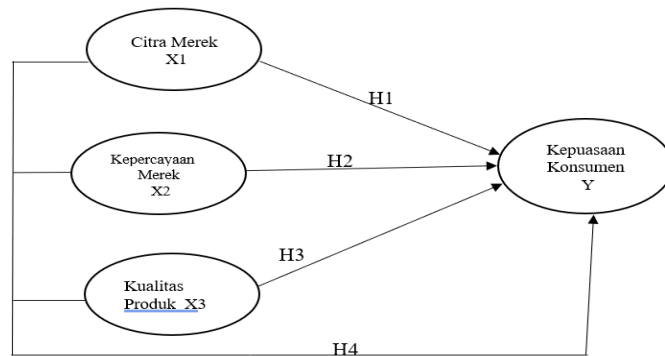 Citra Merek
X1
H1
Kepercayaan
Merek
X2
H2
Kepuasaan
Konsumen
Y
Kualitas
Produk X3
H3
H4